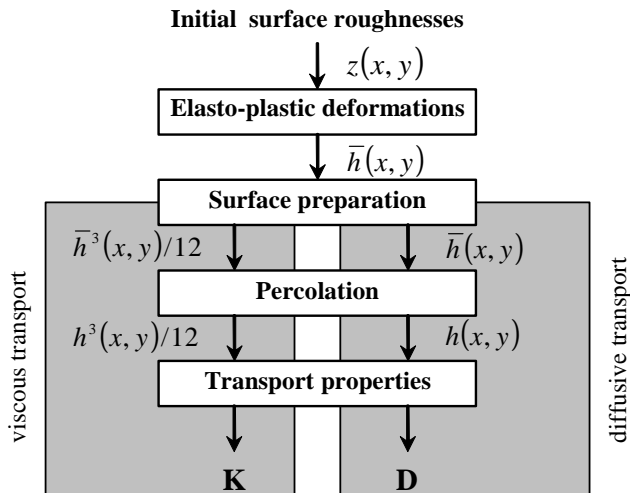 Initial surface roughnesses
z(x, y)
Elasto-plastic deformations
h̅(x, y)
Surface preparation
h̅³(x, y)/12
h̅(x, y)
Percolation
h³(x, y)/12
h(x, y)
Transport properties
K
D
viscous transport
diffusive transport